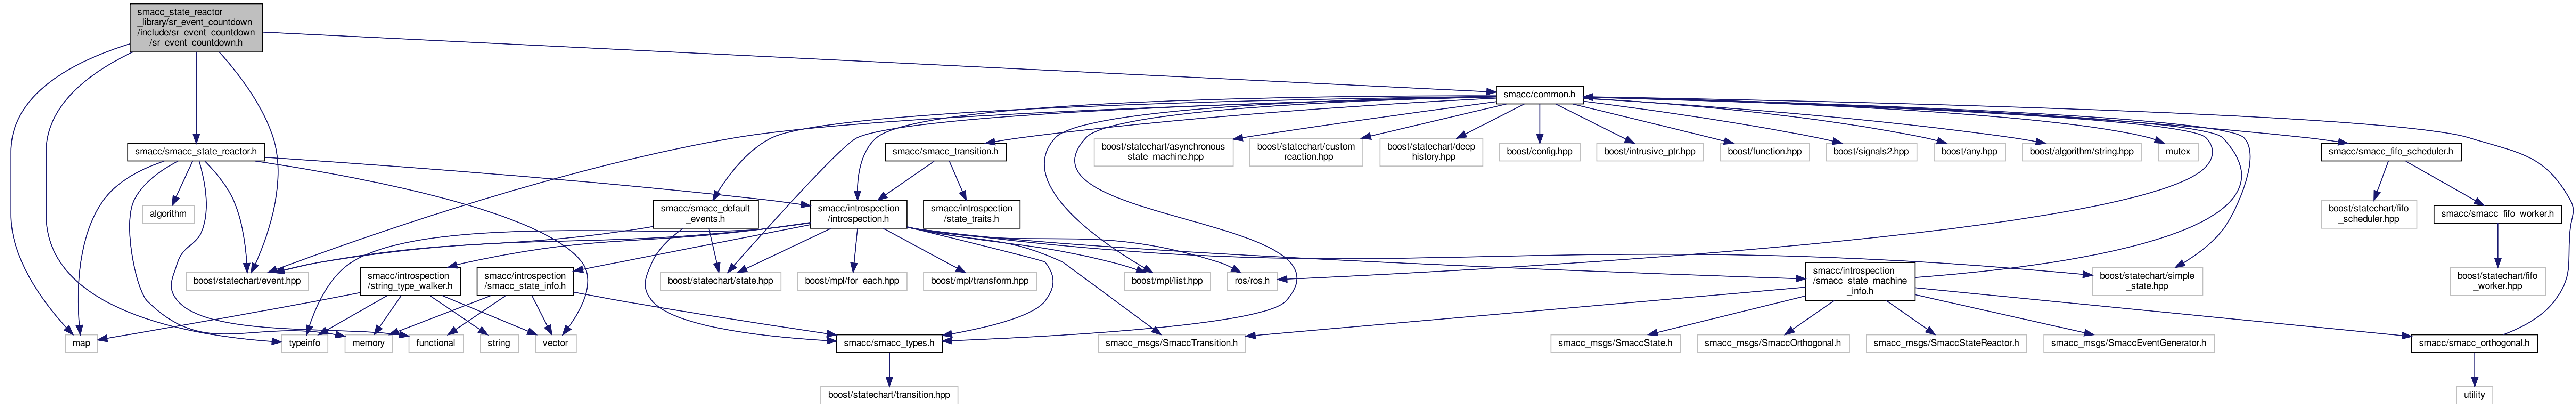 smacc_state_reactor
_library/sr_event_countdown
/include/sr_event_countdown
/sr_event_countdown.h
smacc/common.h
smacc/smacc_state_reactor.h
smacc/smacc_transition.h
boost/statechart/asynchronous
_state_machine.hpp
boost/statechart/custom
_reaction.hpp
boost/statechart/deep
_history.hpp
boost/config.hpp
boost/intrusive_ptr.hpp
boost/function.hpp
boost/signals2.hpp
boost/any.hpp
boost/algorithm/string.hpp
mutex
smacc/smacc_fifo_scheduler.h
algorithm
smacc/smacc_default
_events.h
smacc/introspection
/introspection.h
smacc/introspection
/state_traits.h
boost/statechart/fifo
_scheduler.hpp
smacc/smacc_fifo_worker.h
boost/statechart/event.hpp
smacc/introspection
/string_type_walker.h
smacc/introspection
/smacc_state_info.h
boost/statechart/state.hpp
boost/mpl/for_each.hpp
boost/mpl/transform.hpp
boost/mpl/list.hpp
ros/ros.h
smacc/introspection
/smacc_state_machine
_info.h
boost/statechart/simple
_state.hpp
boost/statechart/fifo
_worker.hpp
map
typeinfo
memory
functional
string
vector
smacc/smacc_types.h
smacc_msgs/SmaccTransition.h
smacc_msgs/SmaccState.h
smacc_msgs/SmaccOrthogonal.h
smacc_msgs/SmaccStateReactor.h
smacc_msgs/SmaccEventGenerator.h
smacc/smacc_orthogonal.h
boost/statechart/transition.hpp
utility